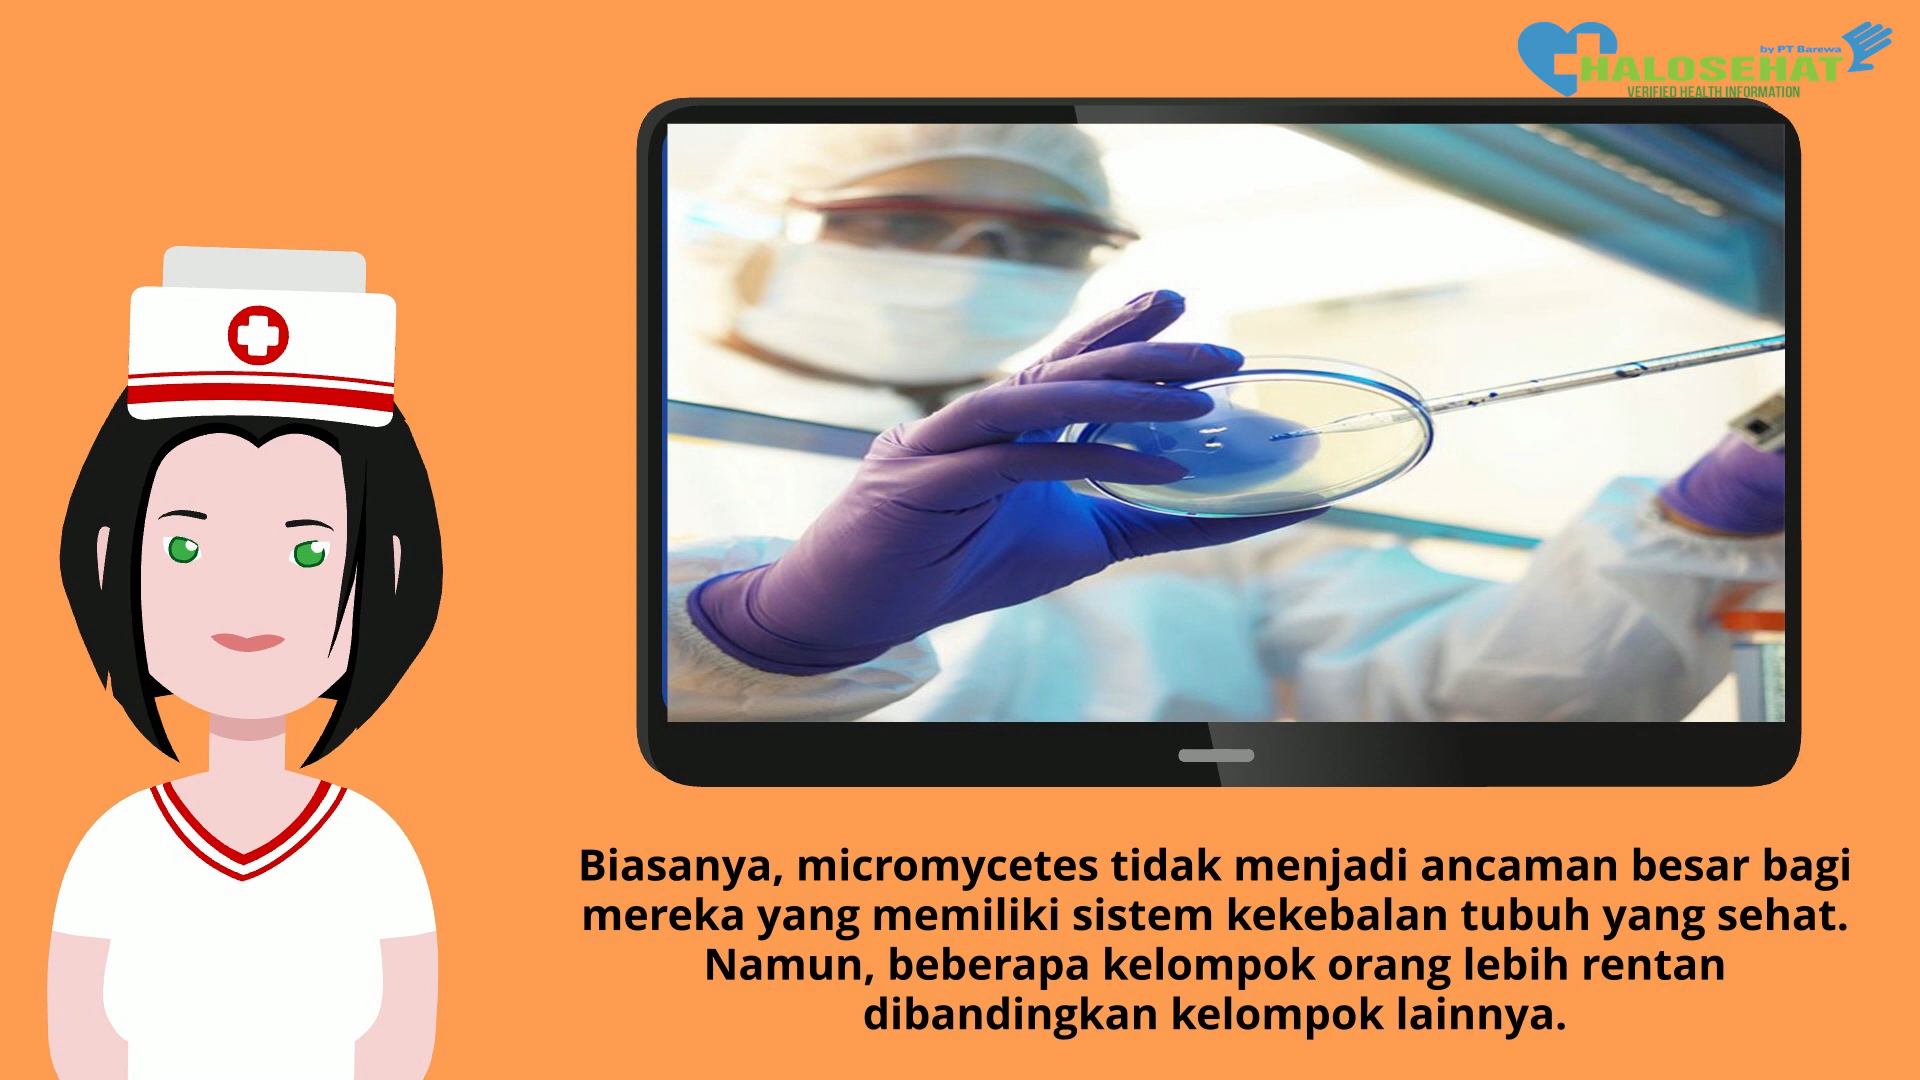 by PT Barewa
HALOSEHAT
VERIFIED HEALTH INFORMATION
Biasanya, micromycetes tidak menjadi ancaman besar bagi
mereka yang memiliki sistem kekebalan tubuh yang sehat.
Namun, beberapa kelompok orang lebih rentan
dibandingkan kelompok lainnya.